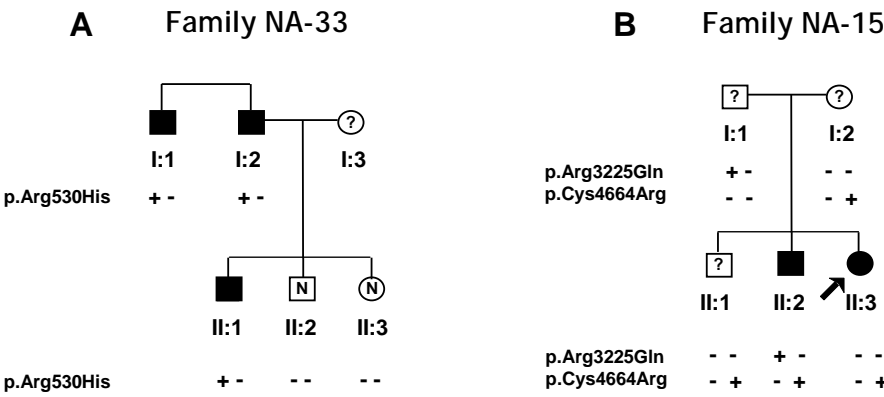 A Family NA-33
I:1 I:2 ? I:3
p.Arg530His + - + -
N N
II:1 II:2 II:3
p.Arg530His + - - - - -
B Family NA-15
? ?
I:1 I:2
p.Arg3225Gln + - - -
p.Cys4664Arg - - - +
?
II:1 II:2 II:3
p.Arg3225Gln - - + - - -
p.Cys4664Arg - + - + - +